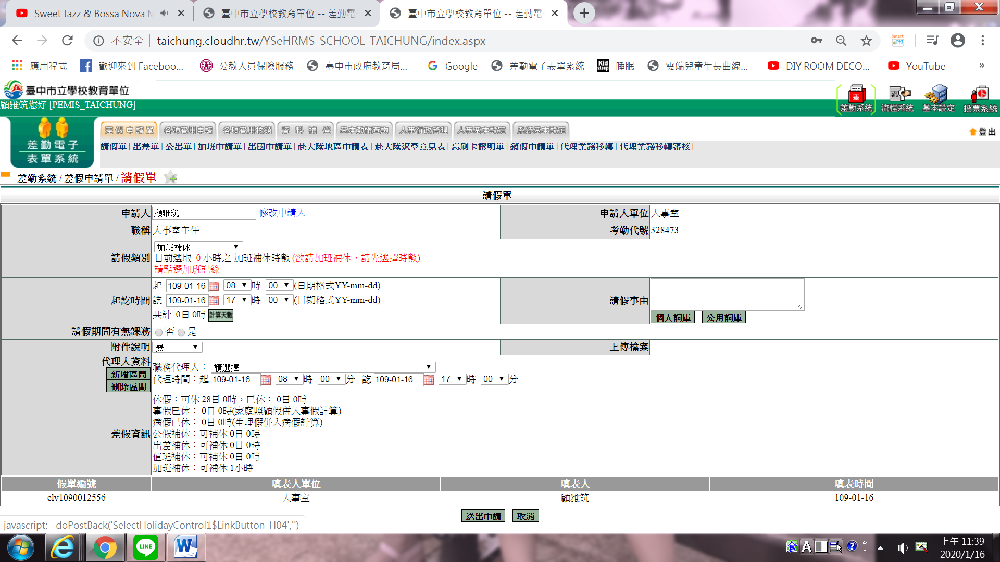 Sweet Jazz & Bossa Nova M
臺中市立學校教育單位 -- 差勤電
臺中市立學校教育單位 -- 差勤電
不安全 | taichung.cloudhr.tw/YSeHRMS_SCHOOL_TAICHUNG/index.aspx
Smart ePKI
應用程式 歡迎來到 Faceboo... 公教人員保險服務 臺中市政府教育局... Google 差勤電子表單系統 Kid sleep 睡眠 雲端兒童生長曲線... DIY ROOM DECO... YouTube »
臺中市立學校教育單位
顧雅筑您好 [PEMIS_TAICHUNG]
差勤系統 流程系統 基本設定 投票系統
差勤電子
表單系統
差假申請單 各項費用申請 各項費用核銷 資料補登 基本勤惰查詢 人事行政管理 人事基本設定 系統基本設定
登出
請假單 | 出差單 | 公出單 | 加班申請單 | 出國申請單 | 赴大陸地區申請表 | 赴大陸返臺意見表 | 忘刷卡證明單 | 銷假申請單 | 代理業務移轉 | 代理業務移轉審核 |
差勤系統 / 差假申請單 / 請假單
請假單
申請人 顧雅筑 修改申請人 申請人單位 人事室
職稱 人事室主任 考勤代號 328473
請假類別 加班補休
目前選取 0 小時之 加班補休時數 (欲請加班補休，請先選擇時數)
請點選加班記錄
起訖時間 起 109-01-16 08 時 00 (日期格式YY-mm-dd)
訖 109-01-16 17 時 00 (日期格式YY-mm-dd)
共計 0日 0時 計算天數
請假事由
個人詞庫 公用詞庫
請假期間有無課務 否 是
附件說明 無 上傳檔案
代理人資料
新增區間
刪除區間
職務代理人： 請選擇
代理時間：起 109-01-16 08 時 00 分 訖 109-01-16 17 時 00 分
差假資訊
休假：可休 28日 0時，已休： 0日 0時
事假已休： 0日 0時(家庭照顧假併入事假計算)
病假已休： 0日 0時(生理假併入病假計算)
公假補休：可補休 0日 0時
出差補休：可補休 0日 0時
值班補休：可補休 0日 0時
加班補休：可補休 1小時
假單編號 填表人單位 填表人 填表時間
clv1090012556 人事室 顧雅筑 109-01-16
送出申請 取消
javascript:__doPostBack('SelectHolidayControl1$LinkButton_H04','')
LINE
倉 A
上午 11:39
2020/1/16